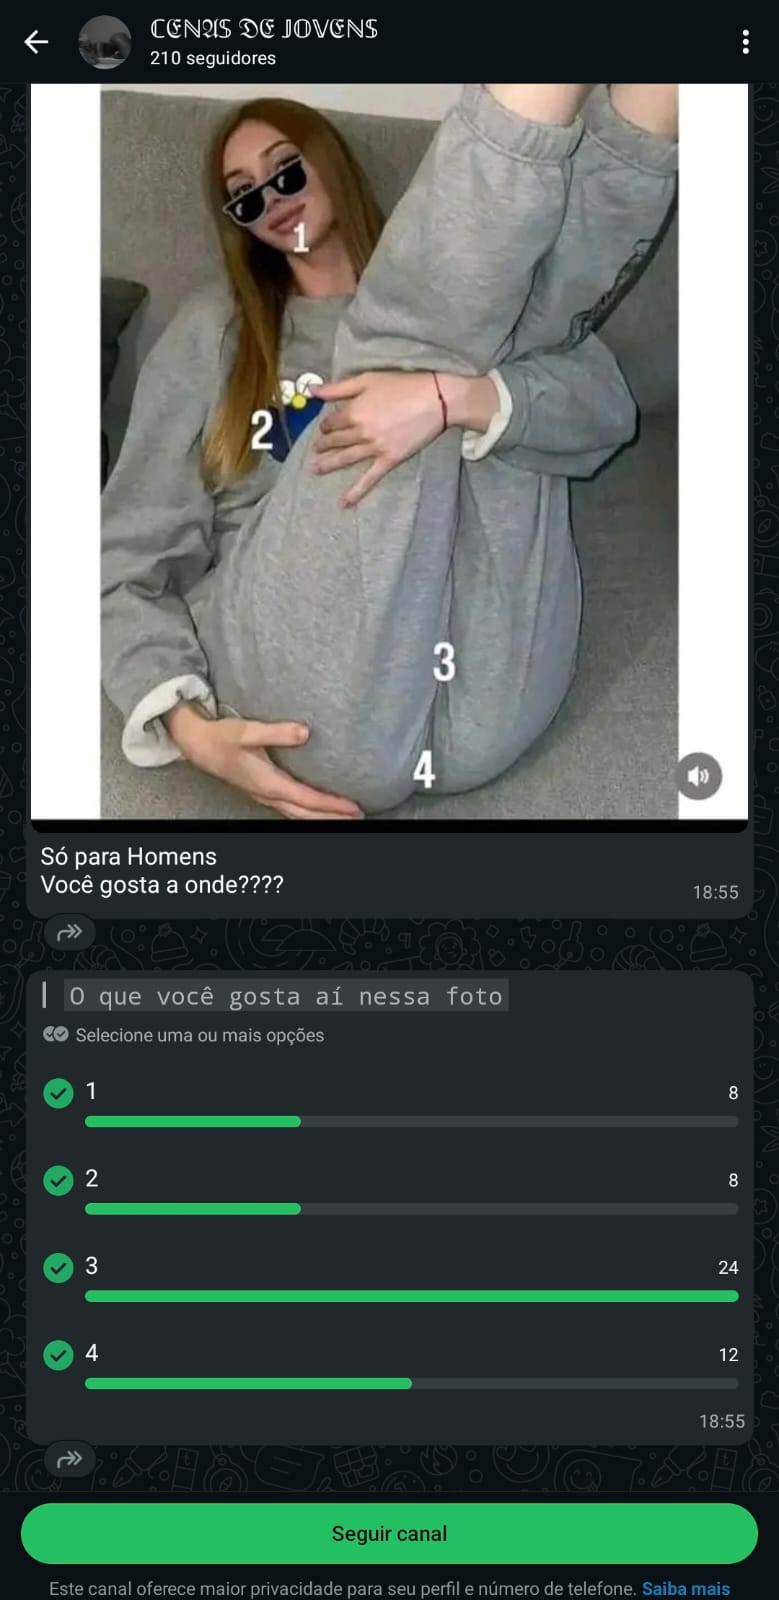 ℂ𝔈ℕ𝔄𝕊 𝔇𝔈 𝕁𝕆𝕍𝔈ℕ𝕊
210 seguidores
1
2
3
4
Só para Homens
Você gosta a onde????
18:55
O que você gosta aí nessa foto
Selecione uma ou mais opções
1 8
2 8
3 24
4 12
18:55
Seguir canal
Este canal oferece maior privacidade para seu perfil e número de telefone. Saiba mais